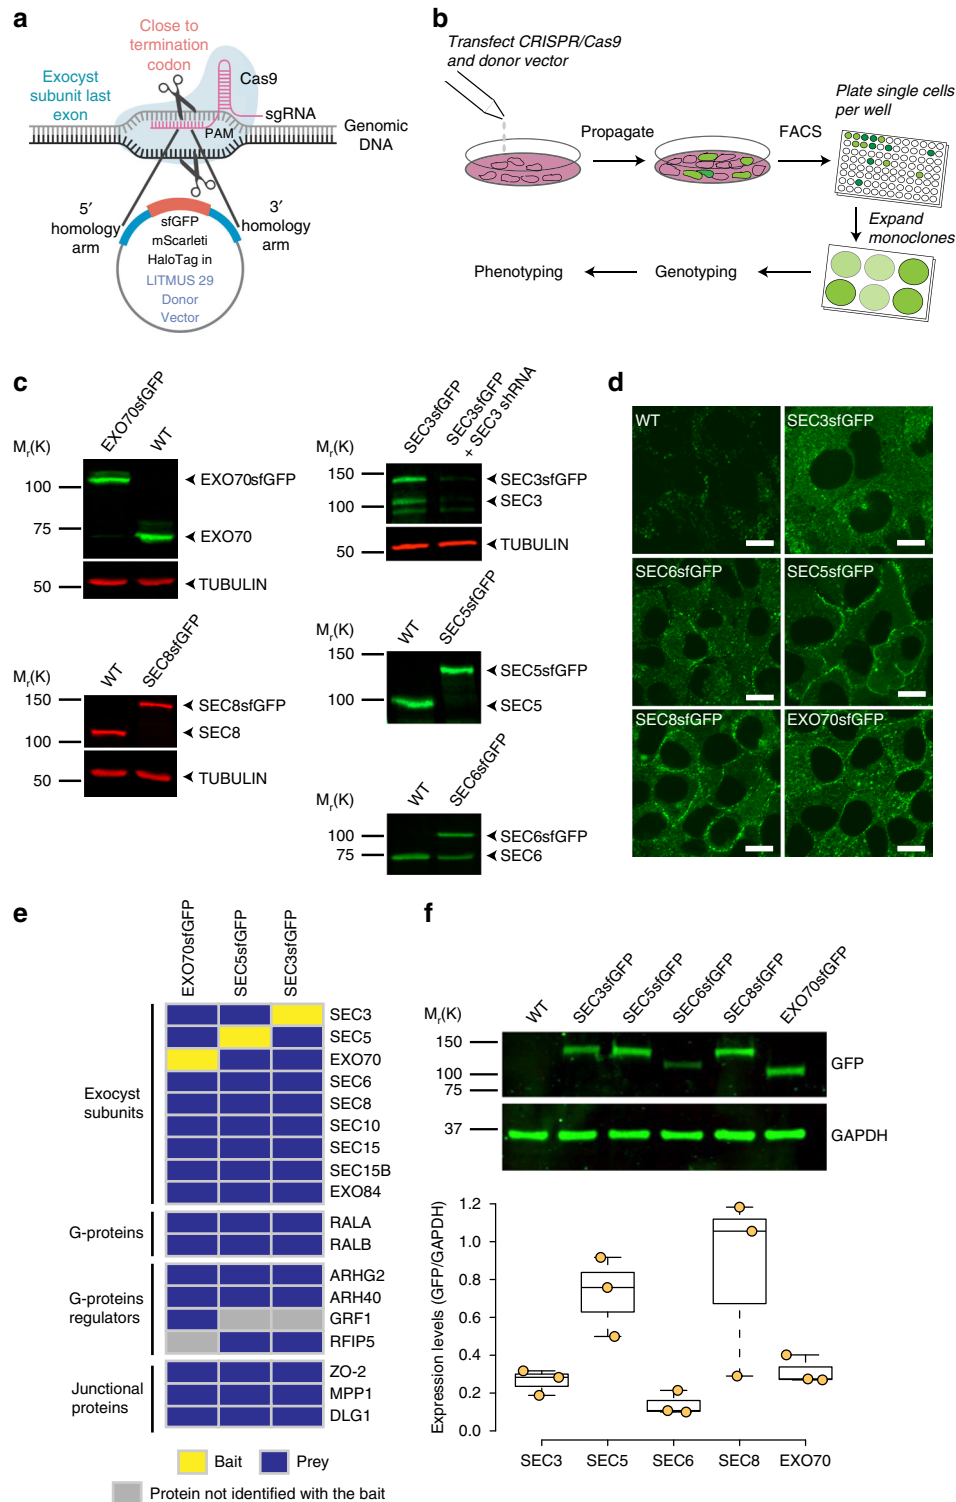 a
Close to
termination
codon
Exocyst
subunit last
exon
Cas9
sgRNA
PAM
Genomic
DNA
5′
homology
arm
3′
homology
arm
sfGFP
mScarleti
HaloTag in
LITMUS 29
Donor
Vector
b
Transfect CRISPR/Cas9
and donor vector
Propagate
FACS
Plate single cells
per well
Expand
monoclones
Genotyping
Phenotyping
c
EXO70sfGFP
WT
Mr(K)
100
75
50
EXO70sfGFP
EXO70
TUBULIN
SEC3sfGFP
SEC3sfGFP
+ SEC3 shRNA
Mr(K)
150
100
50
SEC3sfGFP
SEC3
TUBULIN
WT
SEC8sfGFP
Mr(K)
150
100
50
SEC8sfGFP
SEC8
TUBULIN
WT
SEC5sfGFP
Mr(K)
150
100
SEC5sfGFP
SEC5
WT
SEC6sfGFP
Mr(K)
100
75
SEC6sfGFP
SEC6
d
WT
SEC3sfGFP
SEC6sfGFP
SEC5sfGFP
SEC8sfGFP
EXO70sfGFP
e
EXO70sfGFP
SEC5sfGFP
SEC3sfGFP
Exocyst
subunits
SEC3
SEC5
EXO70
SEC6
SEC8
SEC10
SEC15
SEC15B
EXO84
G-proteins
RALA
RALB
G-proteins
regulators
ARHG2
ARH40
GRF1
RFIP5
Junctional
proteins
ZO-2
MPP1
DLG1
Bait
Prey
Protein not identified with the bait
f
WT
SEC3sfGFP
SEC5sfGFP
SEC6sfGFP
SEC8sfGFP
EXO70sfGFP
Mr(K)
150
100
75
37
GFP
GAPDH
Expression levels (GFP/GAPDH)
1.2
1.0
0.8
0.6
0.4
0.2
0.0
SEC3
SEC5
SEC6
SEC8
EXO70